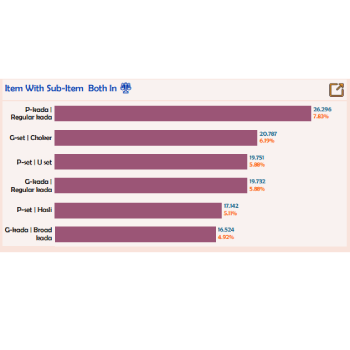 Item With Sub-Item Both In
P-kada |
Regular kada
26.296
7.83%
G-set | Choker
20.787
6.19%
P-set | U set
19.751
5.88%
G-kada |
Regular kada
19.732
5.88%
P-set | Hasli
17.142
5.11%
G-kada | Broad
kada
16.524
4.92%